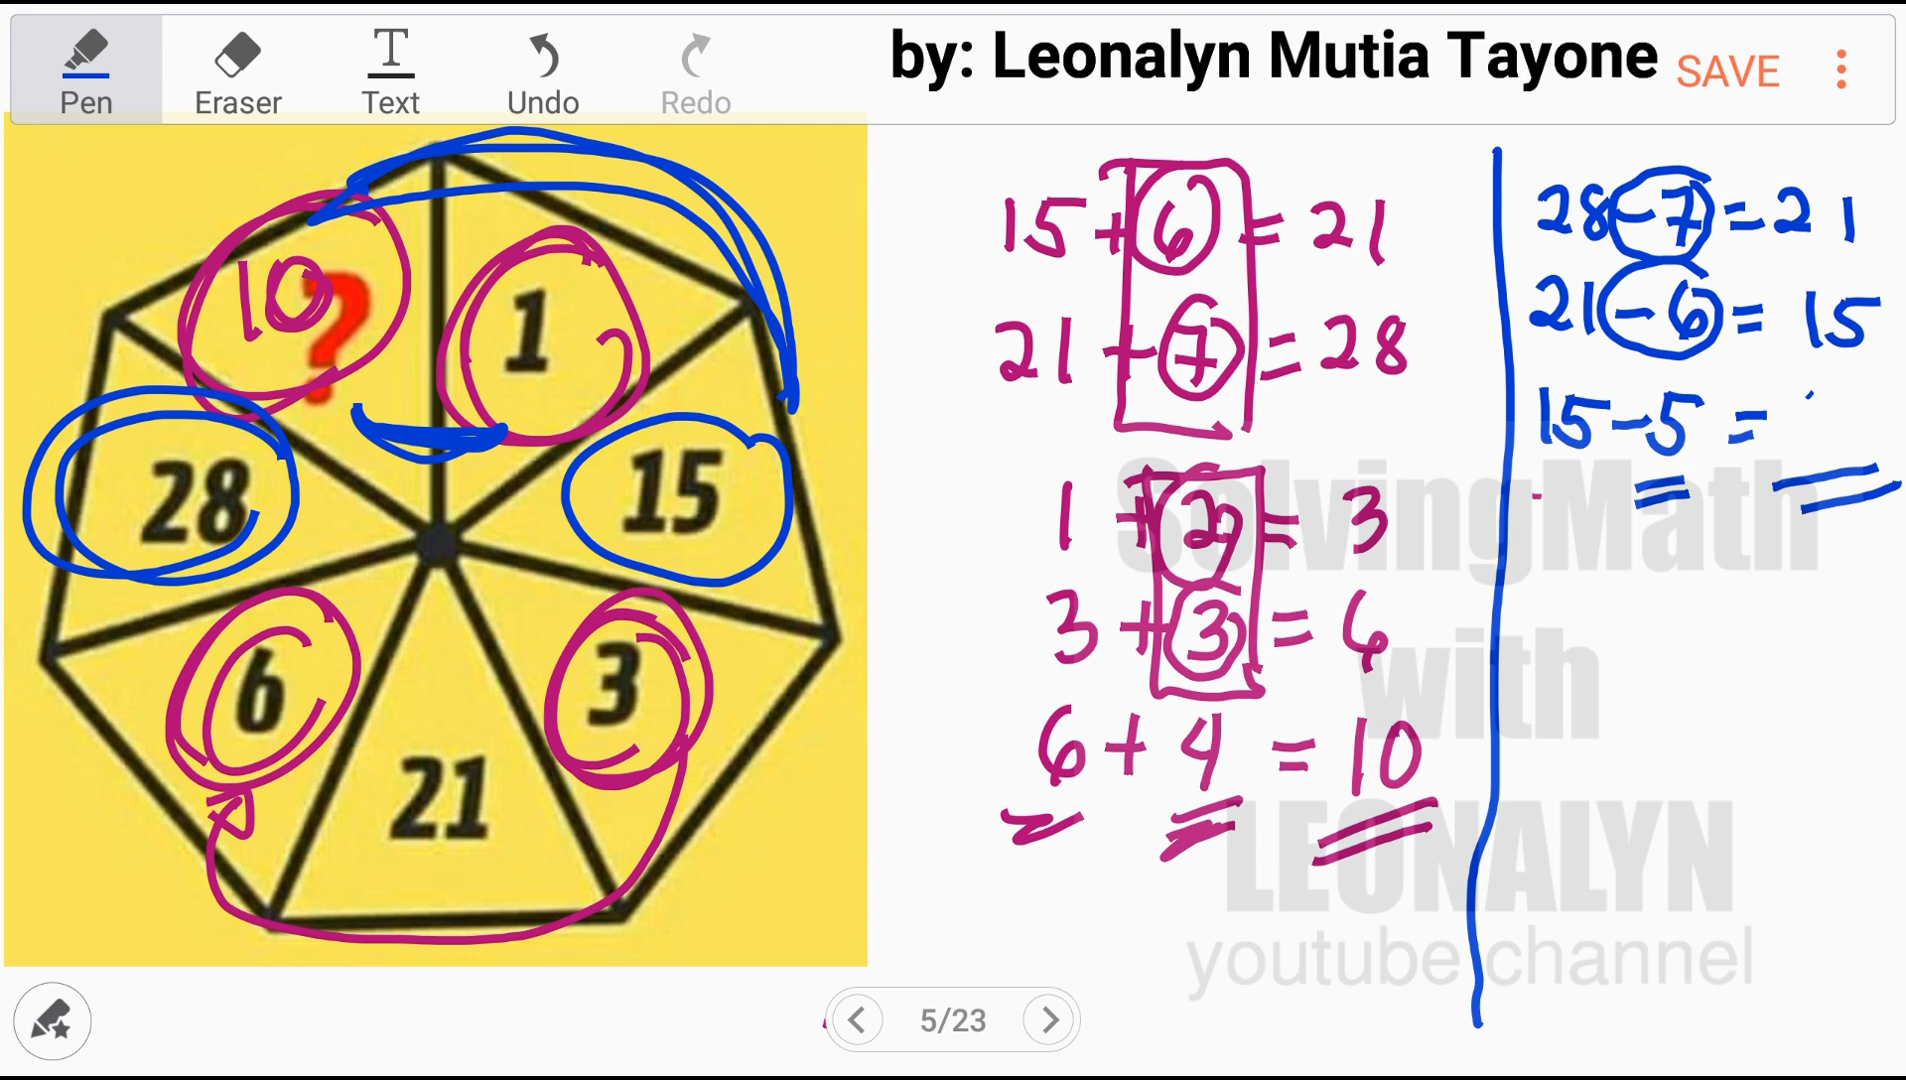 Pen
Eraser
Text
Undo
Redo
by: Leonalyn Mutia Tayone
SAVE
10
?
1
28
15
6
3
21
15+6=21
21+7=28
1+2=3
3+3=6
6+4=10
28-7=21
21-6=15
15-5=
SolvingMath
with
LEONALYN
youtube channel
5/23